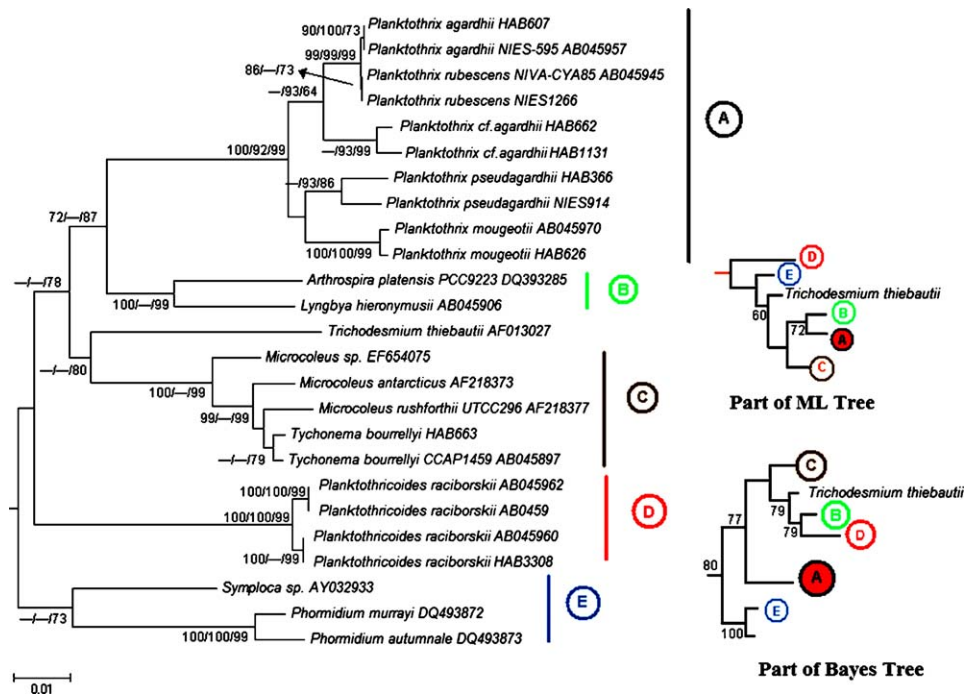 90/100/73
Planktothrix agardhii HAB607
99/99/99
Planktothrix agardhii NIES-595 AB045957
86/—/73
Planktothrix rubescens NIVA-CYA85 AB045945
—/93/64
Planktothrix rubescens NIES1266
Planktothrix cf.agardhii HAB662
—/93/99
Planktothrix cf.agardhii HAB1131
100/92/99
—/93/86
Planktothrix pseudagardhii HAB366
Planktothrix pseudagardhii NIES914
72/—/87
Planktothrix mougeotii AB045970
100/100/99
Planktothrix mougeotii HAB626
A
—/—/78
Arthrospira platensis PCC9223 DQ393285
100/—/99
Lyngbya hieronymusii AB045906
B
Trichodesmium thiebautii AF013027
—/—/80
Microcoleus sp. EF654075
100/—/99
Microcoleus antarcticus AF218373
99/—/99
Microcoleus rushforthii UTCC296 AF218377
Tychonema bourrellyi HAB663
—/—/79
Tychonema bourrellyi CCAP1459 AB045897
C
100/100/99
Planktothricoides raciborskii AB045962
Planktothricoides raciborskii AB0459
100/100/99
Planktothricoides raciborskii AB045960
100/—/99
Planktothricoides raciborskii HAB3308
D
Symploca sp. AY032933
—/—/73
Phormidium murrayi DQ493872
100/100/99
Phormidium autumnale DQ493873
E
0.01
D
E
Trichodesmium thiebautii
60
B
72
A
C
Part of ML Tree
C
Trichodesmium thiebautii
77
79
B
79
D
80
A
E
100
Part of Bayes Tree